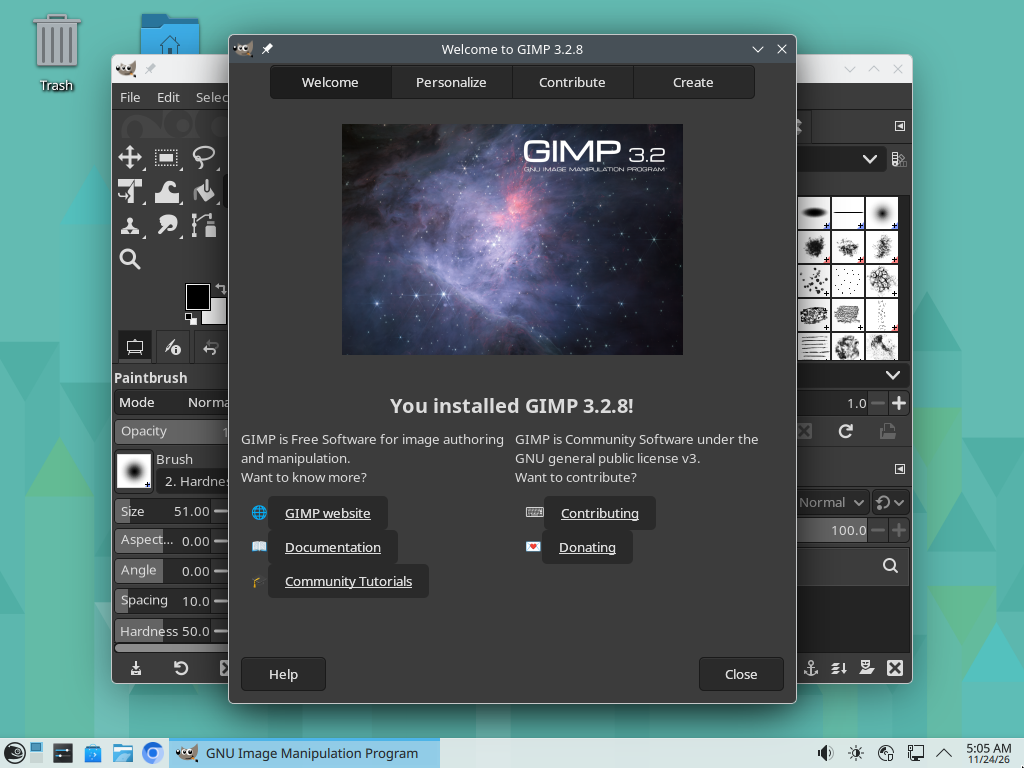 Trash
Welcome to GIMP 3.2.8
File Edit Selec
Welcome Personalize Contribute Create
GIMP 3.2
GNU IMAGE MANIPULATION PROGRAM
Paintbrush
Mode Norma
Opacity 1
Brush
2. Hardnes
Size 51.00
Aspect... 0.00
Angle 0.00
Spacing 10.0
Hardness 50.0
You installed GIMP 3.2.8!
GIMP is Free Software for image authoring
and manipulation.
Want to know more?
GIMP website
Documentation
Community Tutorials
GIMP is Community Software under the
GNU general public license v3.
Want to contribute?
Contributing
Donating
Help
Close
1.0
Normal
100.0
GNU Image Manipulation Program
5:05 AM
11/24/26